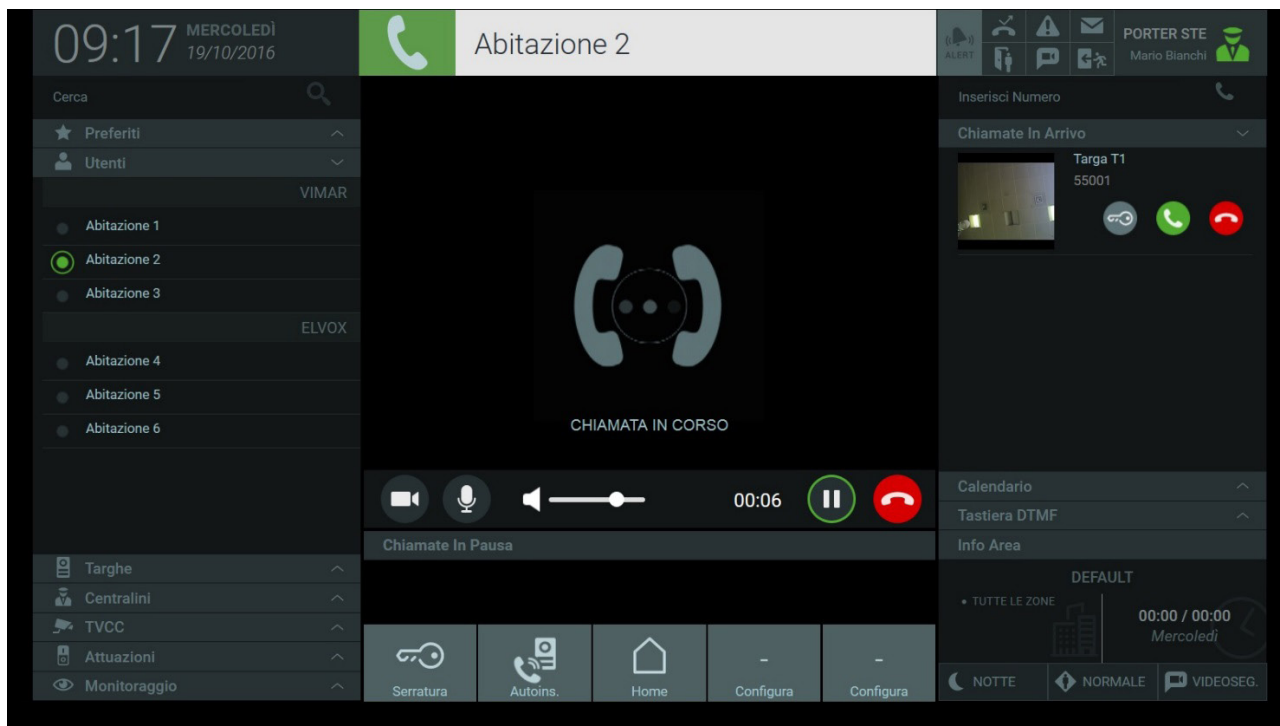 09:17 MERCOLEDÌ
19/10/2016
Cerca
Preferiti
Utenti
VIMAR
Abitazione 1
Abitazione 2
Abitazione 3
ELVOX
Abitazione 4
Abitazione 5
Abitazione 6
Targhe
Centralini
TVCC
Attuazioni
Monitoraggio
Abitazione 2
CHIAMATA IN CORSO
00:06
Chiamate In Pausa
Serratura
Autoins.
Home
- Configura
- Configura
ALERT
PORTER STE
Mario Bianchi
Inserisci Numero
Chiamate In Arrivo
Targa T1
55001
Calendario
Tastiera DTMF
Info Area
DEFAULT
• TUTTE LE ZONE
00:00 / 00:00
Mercoledì
NOTTE
NORMALE
VIDEOSEG.